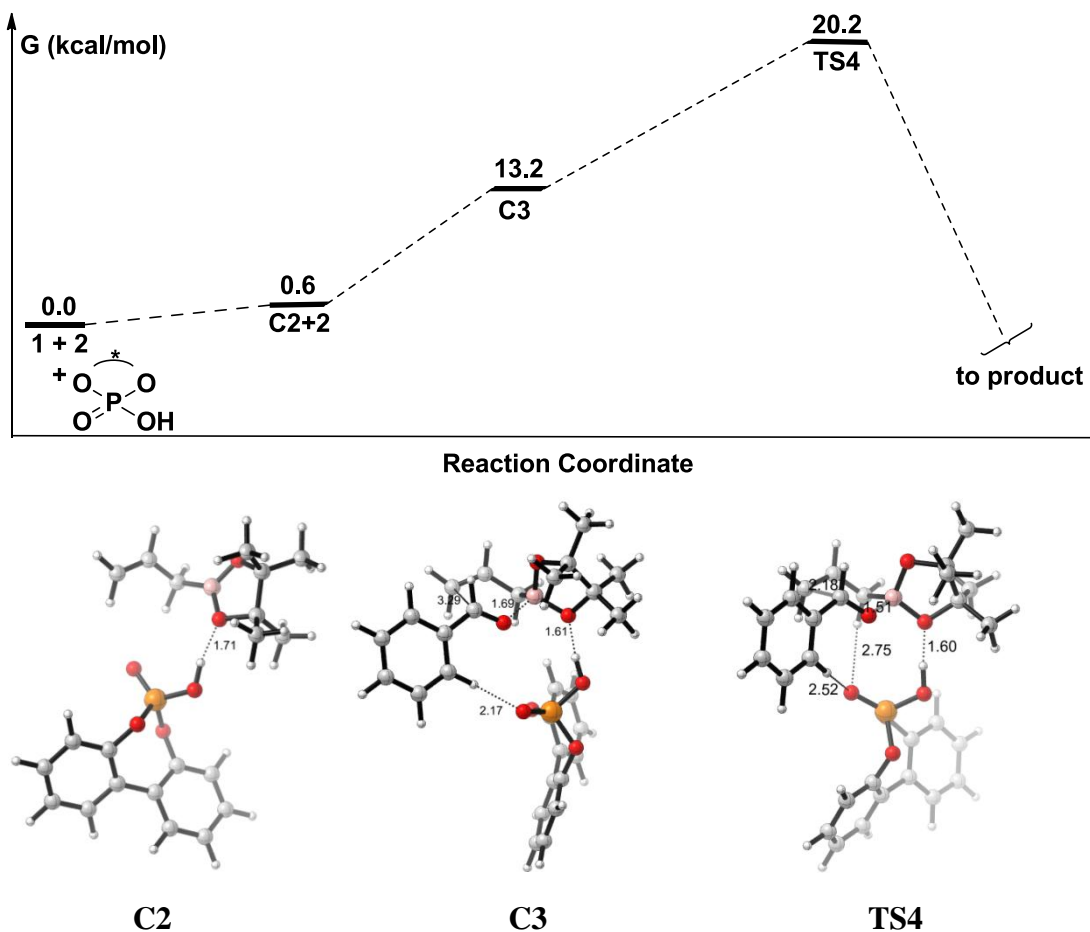 G (kcal/mol)
20.2
TS4
13.2
C3
0.6
C2+2
0.0
1 + 2
+
*
O O
P
O OH
to product
Reaction Coordinate
1.71
3.29
1.69
1.61
2.17
2.18
1.51
2.75
1.60
2.52
C2 C3 TS4